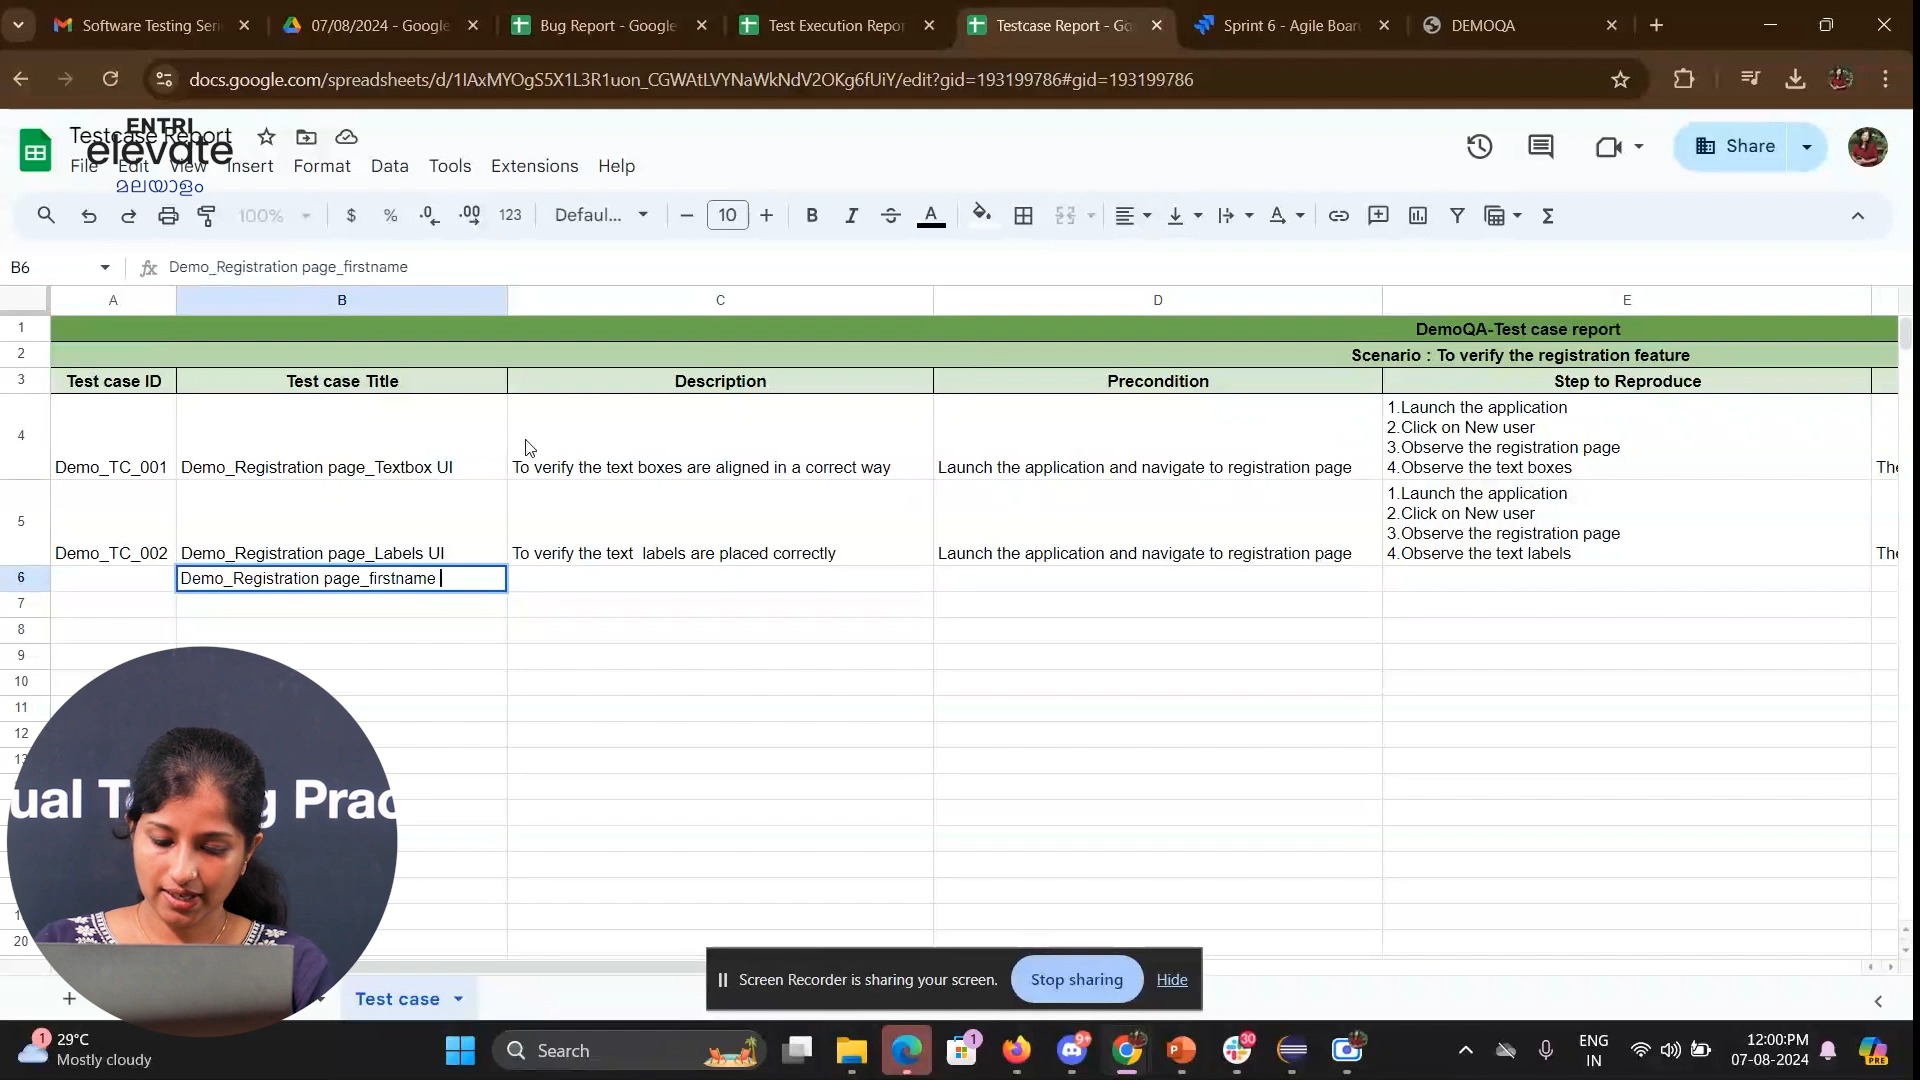 Software Testing Seri
07/08/2024 - Google
Bug Report - Google
Test Execution Repo
Testcase Report - Go
Sprint 6 - Agile Boar
DEMOQA
docs.google.com/spreadsheets/d/1IAxMYOgS5X1L3R1uon_CGWAtLVYNaWkNdV2OKg6fUiY/edit?gid=193199786#gid=193199786
Testcase Report
ENTRI
elevate
മലയാളം
File Edit View Insert Format Data Tools Extensions Help
Share
100% $ % .0 .00 123 Defaul... 10 B I A
B6 Demo_Registration page_firstname
A B C D E
1 DemoQA-Test case report
2 Scenario : To verify the registration feature
3 Test case ID Test case Title Description Precondition Step to Reproduce
1.Launch the application
2.Click on New user
3.Observe the registration page
4 Demo_TC_001 Demo_Registration page_Textbox UI To verify the text boxes are aligned in a correct way Launch the application and navigate to registration page 4.Observe the text boxes The
1.Launch the application
2.Click on New user
3.Observe the registration page
5 Demo_TC_002 Demo_Registration page_Labels UI To verify the text labels are placed correctly Launch the application and navigate to registration page 4.Observe the text labels The
6 Demo_Registration page_firstname
7
8
9
10
11
12
13
20
ual T g Prac
Screen Recorder is sharing your screen. Stop sharing Hide
Test case
1 29°C
Mostly cloudy
Search
1
9+
30
ENG
IN
12:00:PM
07-08-2024
PRE